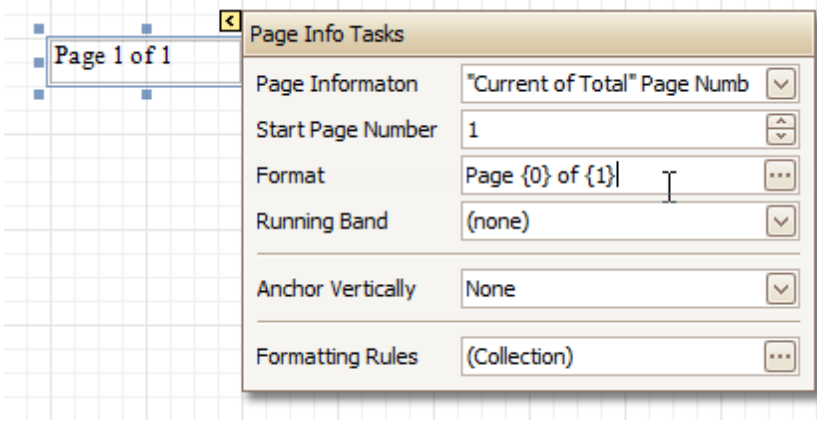 Page 1 of 1
Page Info Tasks
Page Informaton "Current of Total" Page Numb
Start Page Number 1
Format Page {0} of {1}
Running Band (none)
Anchor Vertically None
Formatting Rules (Collection)